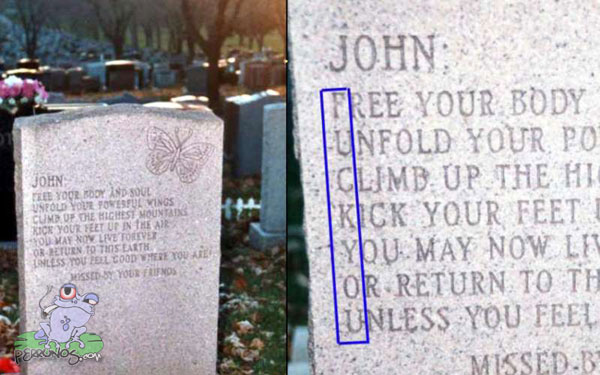 JOHN:
FREE YOUR BODY AND SOUL
UNFOLD YOUR POWERFUL WINGS
CLIMB UP THE HIGHEST MOUNTAINS
KICK YOUR FEET UP IN THE AIR
YOU MAY NOW LIVE FOREVER
OR RETURN TO THIS EARTH
UNLESS YOU FEEL GOOD WHERE YOU ARE!
MISSED BY YOUR FRIENDS
PERRUNOS.com
JOHN:
FREE YOUR BODY
UNFOLD YOUR PO
CLIMB UP THE HIG
KICK YOUR FEET
YOU MAY NOW LIV
OR RETURN TO TH
UNLESS YOU FEEL
MISSED B